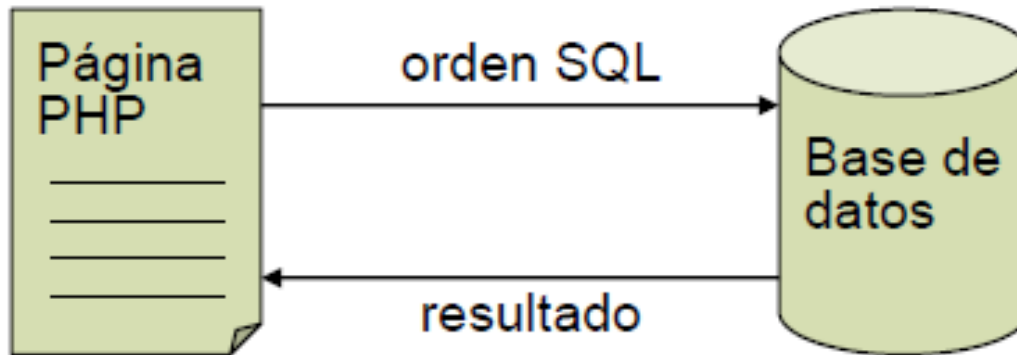 Página
PHP
orden SQL
Base de
datos
resultado